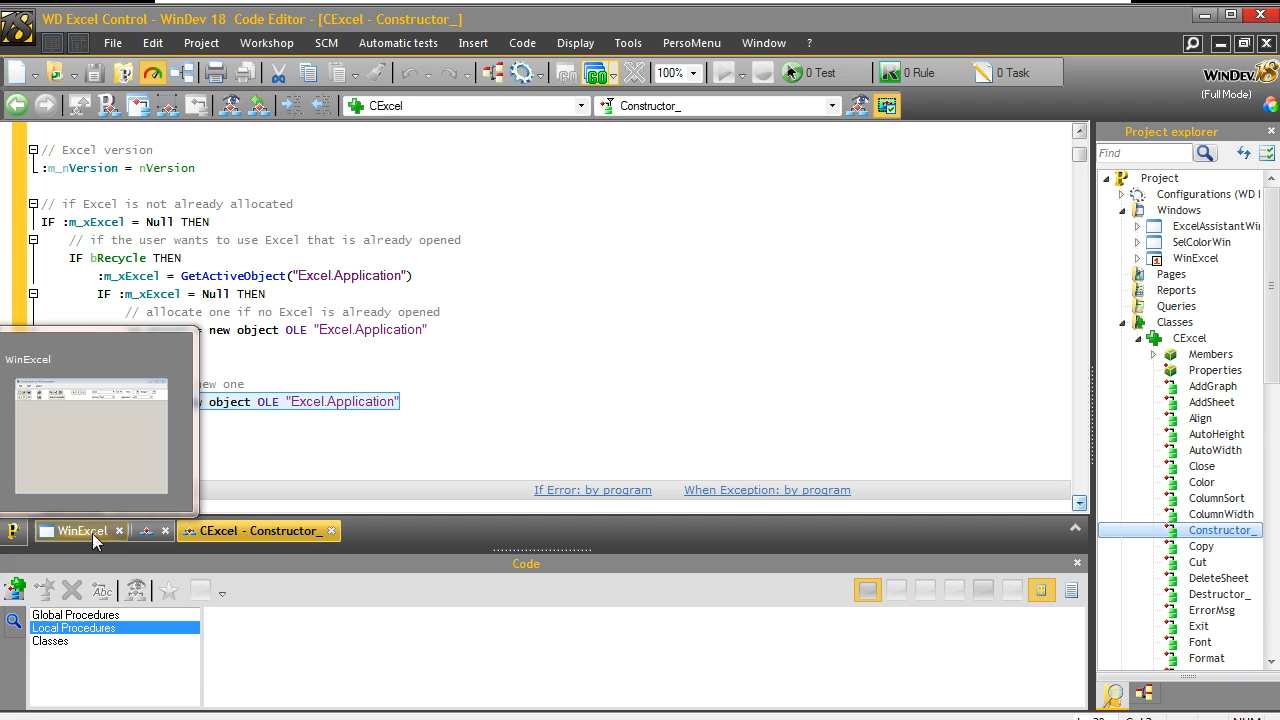 WD Excel Control - WinDev 18  Code Editor - [CExcel - Constructor_]
File Edit Project Workshop SCM Automatic tests Insert Code Display Tools PersoMenu Window ?
100% GO 0 Test 0 Rule 0 Task
WINDEV 18
(Full Mode)
CExcel Constructor_
// Excel version
:m_nVersion = nVersion
// if Excel is not already allocated
IF :m_xExcel = Null THEN
// if the user wants to use Excel that is already opened
IF bRecycle THEN
:m_xExcel = GetActiveObject("Excel.Application")
IF :m_xExcel = Null THEN
// allocate one if no Excel is already opened
= new object OLE "Excel.Application"
new one
object OLE "Excel.Application"
If Error: by program When Exception: by program
WinExcel
WinExcel CExcel - Constructor_
Code
Global Procedures
Local Procedures
Classes
Project explorer
Find
Project
Configurations (WD
Windows
ExcelAssistantWi
SelColorWin
WinExcel
Pages
Reports
Queries
Classes
CExcel
Members
Properties
AddGraph
AddSheet
Align
AutoHeight
AutoWidth
Close
Color
ColumnSort
ColumnWidth
Constructor_
Copy
Cut
DeleteSheet
Destructor_
ErrorMsg
Exit
Font
Format